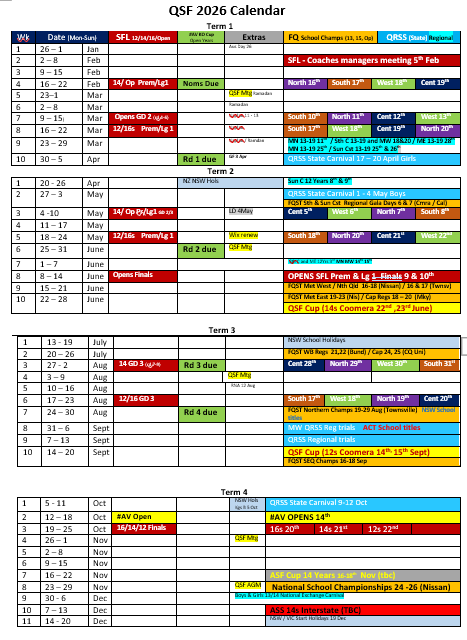 QSF 2026 Calendar
Term 1
Wk Date (Mon-Sun) SFL 12/14/16/Open #AV RD Cup Open Years Extras FQ School Champs (13, 15, Op) QRSS (State) Regional
1 26 – 1 Jan Aus Day 26
2 2 – 8 Feb SFL - Coaches managers meeting 5th Feb
3 9 – 15 Feb
4 16 – 22 Feb 14/ Op Prem/Lg1 Noms Due North 16th South 17th West 18th Cent 19th
5 23–1 Mar QSF Mtg Ramadan
6 2 – 8 Mar Ramadan
7 9 - 15 Mar Opens GD 2 11 - 13 South 10th North 11th Cent 12th West 13th
8 16 – 22 Mar 12/16s Prem/Lg 1 South 17th West 18th Cent 19th North 20th
9 23 – 29 Mar Ramadan MN 13-19 11th / 5th C 13-19 and MW 18&20 / ME 13-19 28th
MN 13-19 25th / Sun Cst 13-19 25th & 26th
10 30 – 5 Apr Rd 1 due GF 3 Apr QRSS State Carnival 17 – 20 April Girls
Term 2
1 20 - 26 Apr NZ NSW Hols Sun C 12 Years 8th & 9th
2 27 – 3 May QRSS State Carnival 1 - 4 May Boys
FQST Sth & Sun Cst Regional Gala Days 6 & 7 (Cmra / Cal)
3 4 -10 May 14/ Op Pr/Lg1 GD 2/3 LD 4May Cent 5th West 6th North 7th South 8th
4 11 – 17 May
5 18 – 24 May 12/16s Prem/Lg 1 Wix renew South 18th North 20th Cent 21st West 22nd
6 25 – 31 June Rd 2 due QSF Mtg
7 1 – 7 June
8 8 – 14 June Opens Finals OPENS SFL Prem & Lg 1 Finals 9 & 10th
9 15 – 21 June FQST Met West / Nth Qld 16-18 (Nissan) / 16 & 17 (Twnsv)
10 22 – 28 June FQST Met East 19-23 (Nis) / Cap Regs 18 – 20 (Mky)
QSF Cup (14s Coomera 22nd ,23rd June)
Term 3
1 13 - 19 July NSW School Holidays
2 20 – 26 July FQST WB Regs 21,22 (Bund) / Cap 24, 25 (CQ Uni)
3 27 - 2 Aug 14 GD 3 Rd 3 due Cent 28th North 29th West 30th South 31st
4 3 – 9 Aug QSF Mtg
5 10 – 16 Aug EKKA 12 Aug
6 17 – 23 Aug 12/16 GD 3 South 17th West 18th North 19th Cent 20th
7 24 – 30 Aug Rd 4 due FQST Northern Champs 19-29 Aug (Townsville) NSW School
titles
8 31 – 6 Sept MW QRSS Reg trials ACT School titles
9 7 – 13 Sept QRSS Regional trials
10 14 – 20 Sept QSF Cup (12s Coomera 14th 15th Sept)
FQST SEQ Champs 16-18 Sep
Term 4
1 5 - 11 Oct NSW Hols QRSS State Carnival 9-12 Oct
2 12 – 18 Oct #AV Open #AV OPENS 14th
3 19 – 25 Oct 16/14/12 Finals 16s 20th 14s 21st 12s 22nd
4 26 – 1 Nov QSF Mtg
5 2 – 8 Nov
6 9 – 15 Nov
7 16 – 22 Nov ASF Cup 14 Years Nov (tbc)
8 23 – 29 Nov QSF AGM National School Championships 24 -26 (Nissan)
9 30 - 6 Dec Boys & Girls 13/14 National Exchange Carnival
10 7 – 13 Dec ASS 14s Interstate (TBC)
11 14 - 20 Dec NSW / VIC Start Holidays 19 Dec